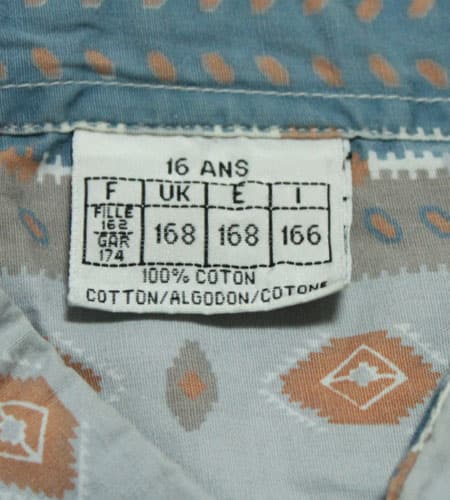 16 ANS
F UK E I
FILLE
162
GAR
174
168 168 166
100% COTON
COTTON/ALGODON/COTONE